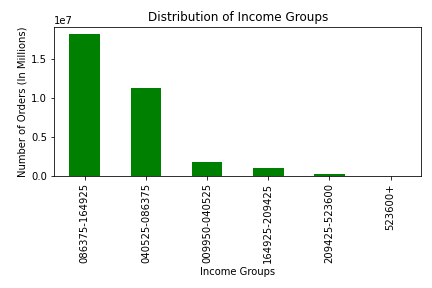 Distribution of Income Groups
1e7
Number of Orders (In Millions)
1.5
1.0
0.5
0.0
086375-164925
040525-086375
009950-040525
164925-209425
209425-523600
523600+
Income Groups